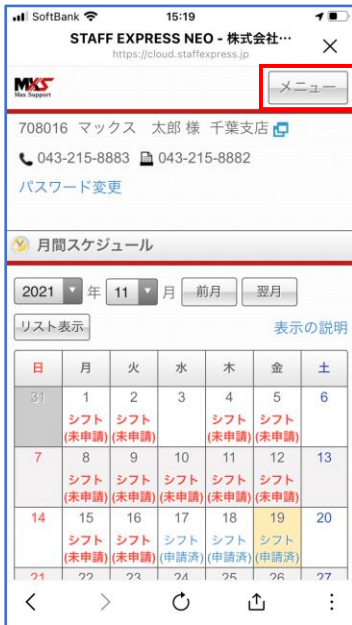 SoftBank 15:19
STAFF EXPRESS NEO - 株式会社…
https://cloud.staffexpress.jp
MXS
Max Support
メニュー
708016 マックス 太郎 様 千葉支店
043-215-8883 043-215-8882
パスワード変更
月間スケジュール
2021 年 11 月 前月 翌月
リスト表示 表示の説明
日 月 火 水 木 金 土
31 1 2 3 4 5 6
シフト シフト シフト シフト
(未申請) (未申請) (未申請) (未申請)
7 8 9 10 11 12 13
シフト シフト シフト シフト シフト
(未申請) (未申請) (未申請) (未申請) (未申請)
14 15 16 17 18 19 20
シフト シフト シフト シフト シフト
(未申請) (未申請) (申請済) (申請済) (申請済)
21 22 23 24 25 26 27